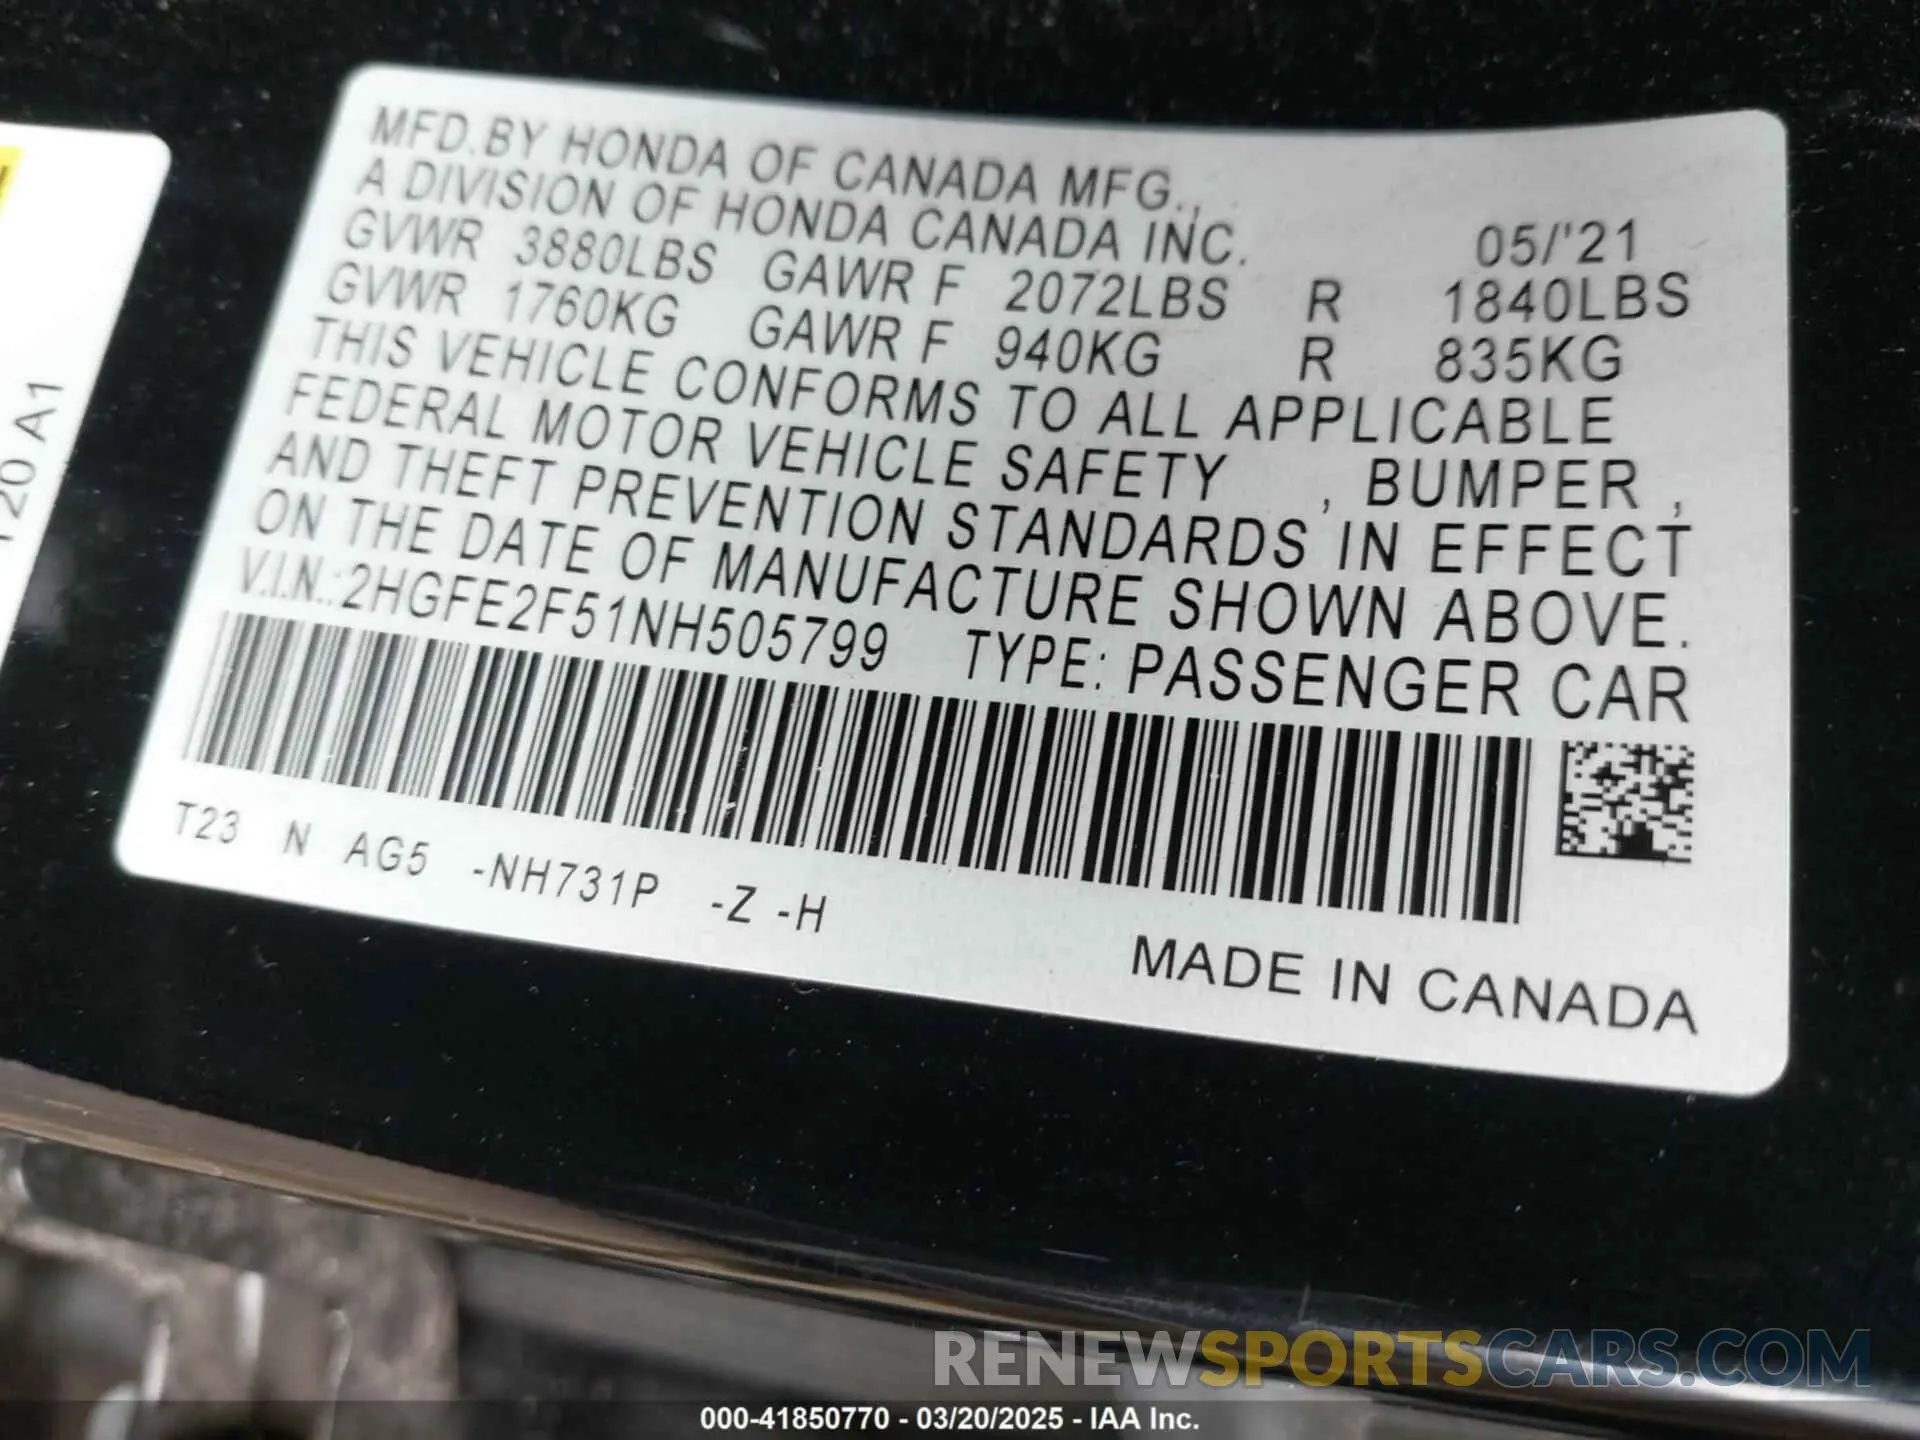 MFD.BY HONDA OF CANADA MFG.,
A DIVISION OF HONDA CANADA INC. 05/'21
GVWR 3880LBS GAWR F 2072LBS R 1840LBS
GVWR 1760KG GAWR F 940KG R 835KG
THIS VEHICLE CONFORMS TO ALL APPLICABLE
FEDERAL MOTOR VEHICLE SAFETY , BUMPER ,
AND THEFT PREVENTION STANDARDS IN EFFECT
ON THE DATE OF MANUFACTURE SHOWN ABOVE.
V.I.N.:2HGFE2F51NH505799 TYPE: PASSENGER CAR
T23 N AG5 -NH731P -Z -H
MADE IN CANADA
A1
RENEWSPORTSCARS.COM
000-41850770 - 03/20/2025 - IAA Inc.